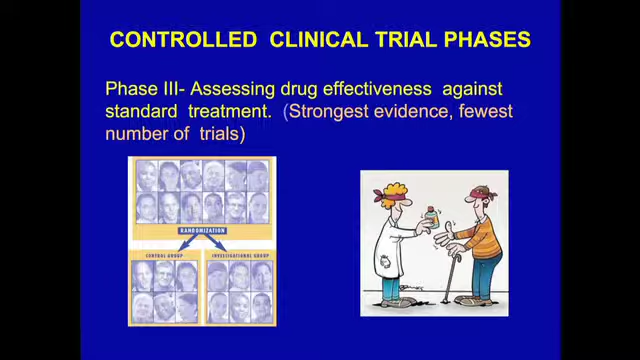 CONTROLLED CLINICAL TRIAL PHASES
Phase III- Assessing drug effectiveness against
standard treatment. (Strongest evidence, fewest
number of trials)
RANDOMIZATION
CONTROL GROUP
INVESTIGATIONAL GROUP